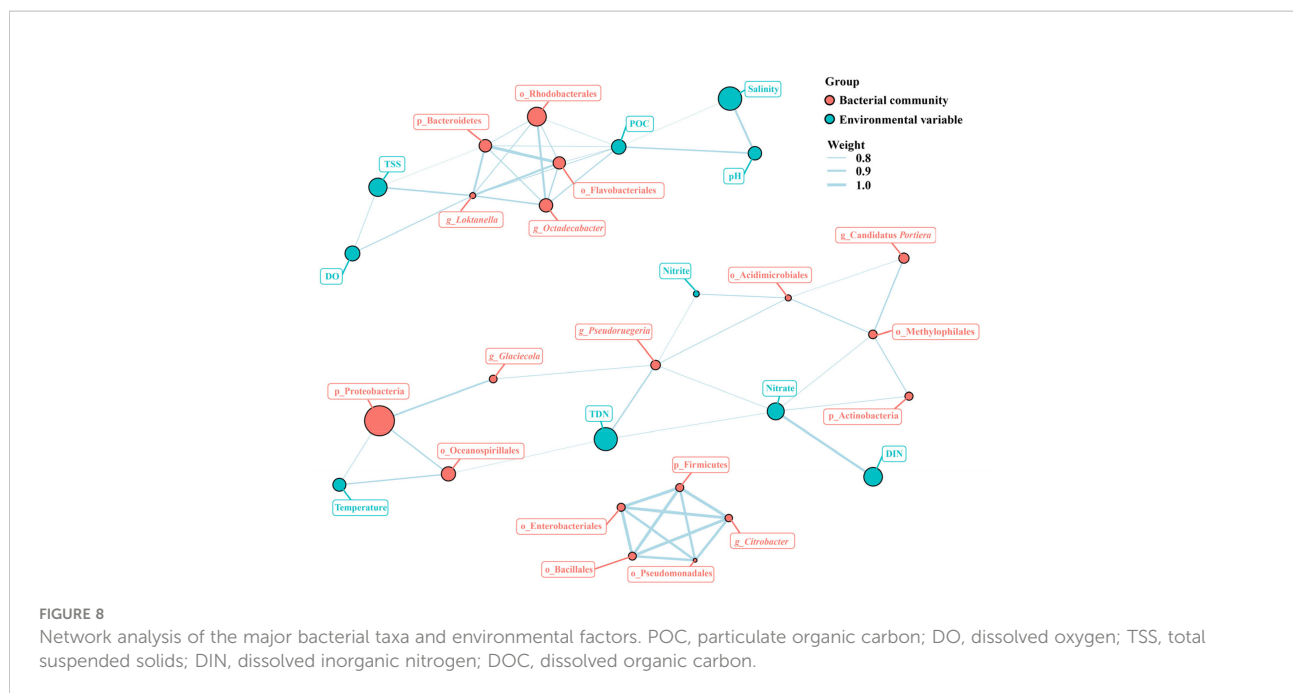 Group
Bacterial community
Environmental variable
Weight
0.8
0.9
1.0
o_Rhodobacterales
Salinity
p_Bacteroidetes
POC
TSS
o_Flavobacteriales
pH
g_Loktanella
g_Octadecabacter
DO
g_Candidatus Portiera
Nitrite
o_Acidimicrobiales
g_Pseudoruegeria
o_Methylophilales
g_Glaciecola
p_Proteobacteria
Nitrate
TDN
p_Actinobacteria
o_Oceanospirillales
DIN
Temperature
p_Firmicutes
o_Enterobacteriales
g_Citrobacter
o_Bacillales
o_Pseudomonadales
FIGURE 8
Network analysis of the major bacterial taxa and environmental factors. POC, particulate organic carbon; DO, dissolved oxygen; TSS, total
suspended solids; DIN, dissolved inorganic nitrogen; DOC, dissolved organic carbon.